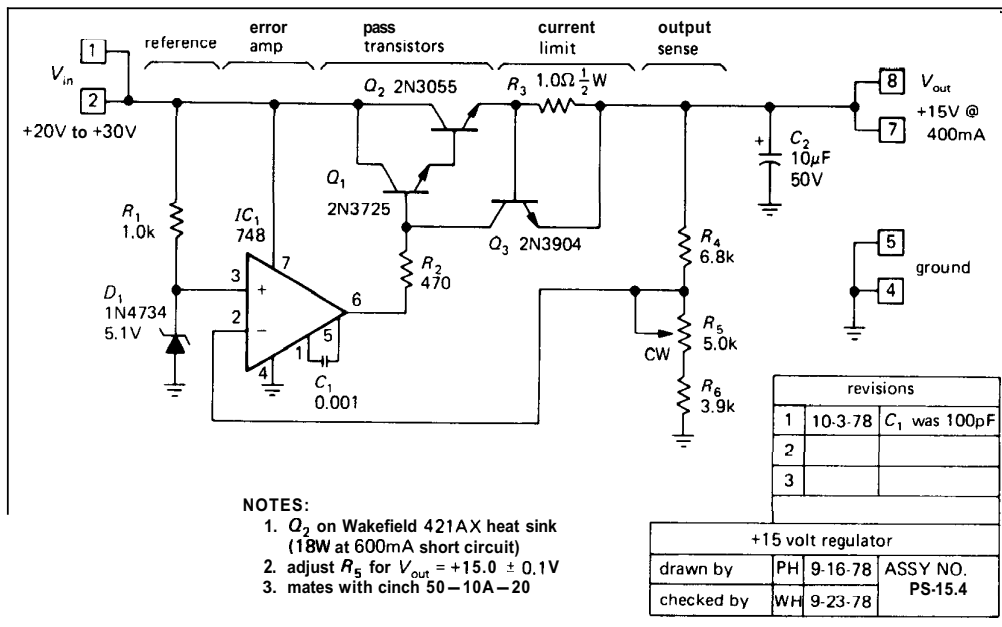 reference
error amp
pass transistors
current limit
output sense
1
V_in
2
+20V to +30V
Q₂ 2N3055
R₃
1.0Ω ½W
8
V_out
+15V @
7
400mA
+
C₂
10μF
50V
Q₁
2N3725
R₁
1.0k
IC₁
748
7
Q₃ 2N3904
R₂
470
R₄
6.8k
5
ground
4
D₁
1N4734
5.1V
3
+
2
−
6
5
1
4
C₁
0.001
CW
R₅
5.0k
R₆
3.9k
revisions
1 10-3-78 C₁ was 100pF
2
3
NOTES:
1. Q₂ on Wakefield 421AX heat sink
(18W at 600mA short circuit)
2. adjust R₅ for V_out = +15.0 ± 0.1V
3. mates with cinch 50–10A–20
+15 volt regulator
drawn by PH 9-16-78 ASSY NO.
PS-15.4
checked by WH 9-23-78